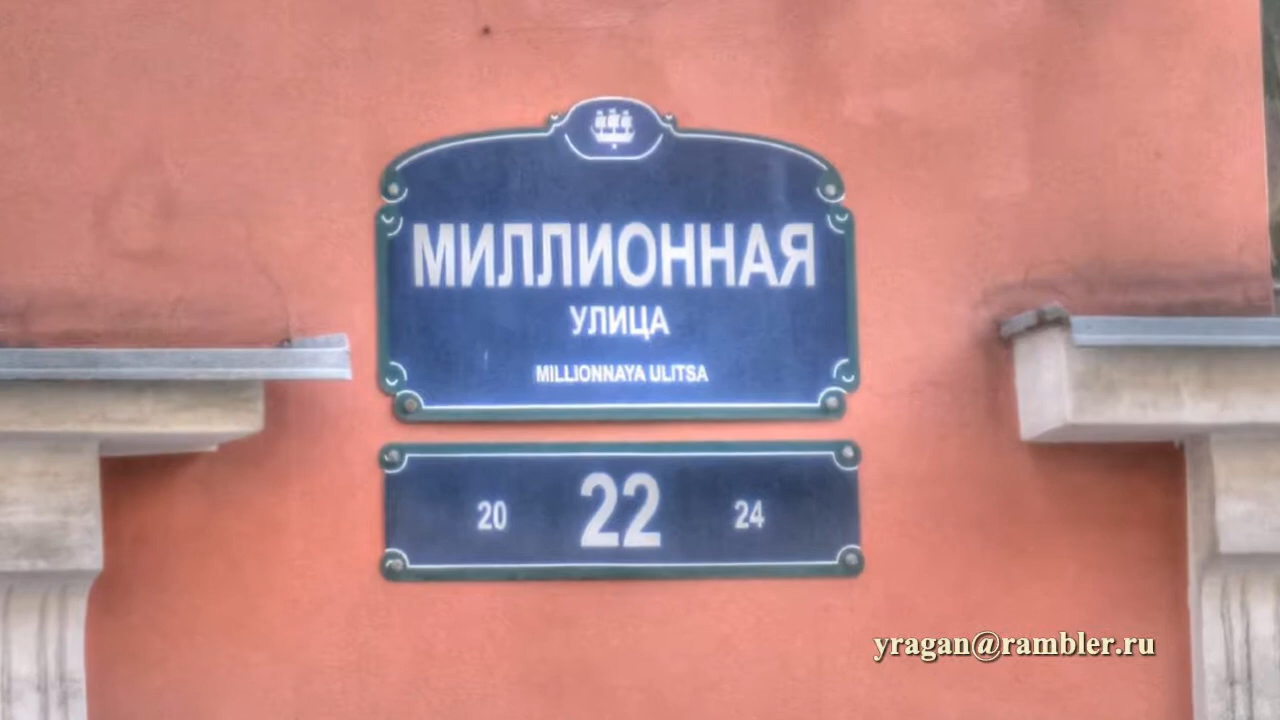 МИЛЛИОННАЯ
УЛИЦА
MILLIONNAYA ULITSA
20 22 24
yragan@rambler.ru